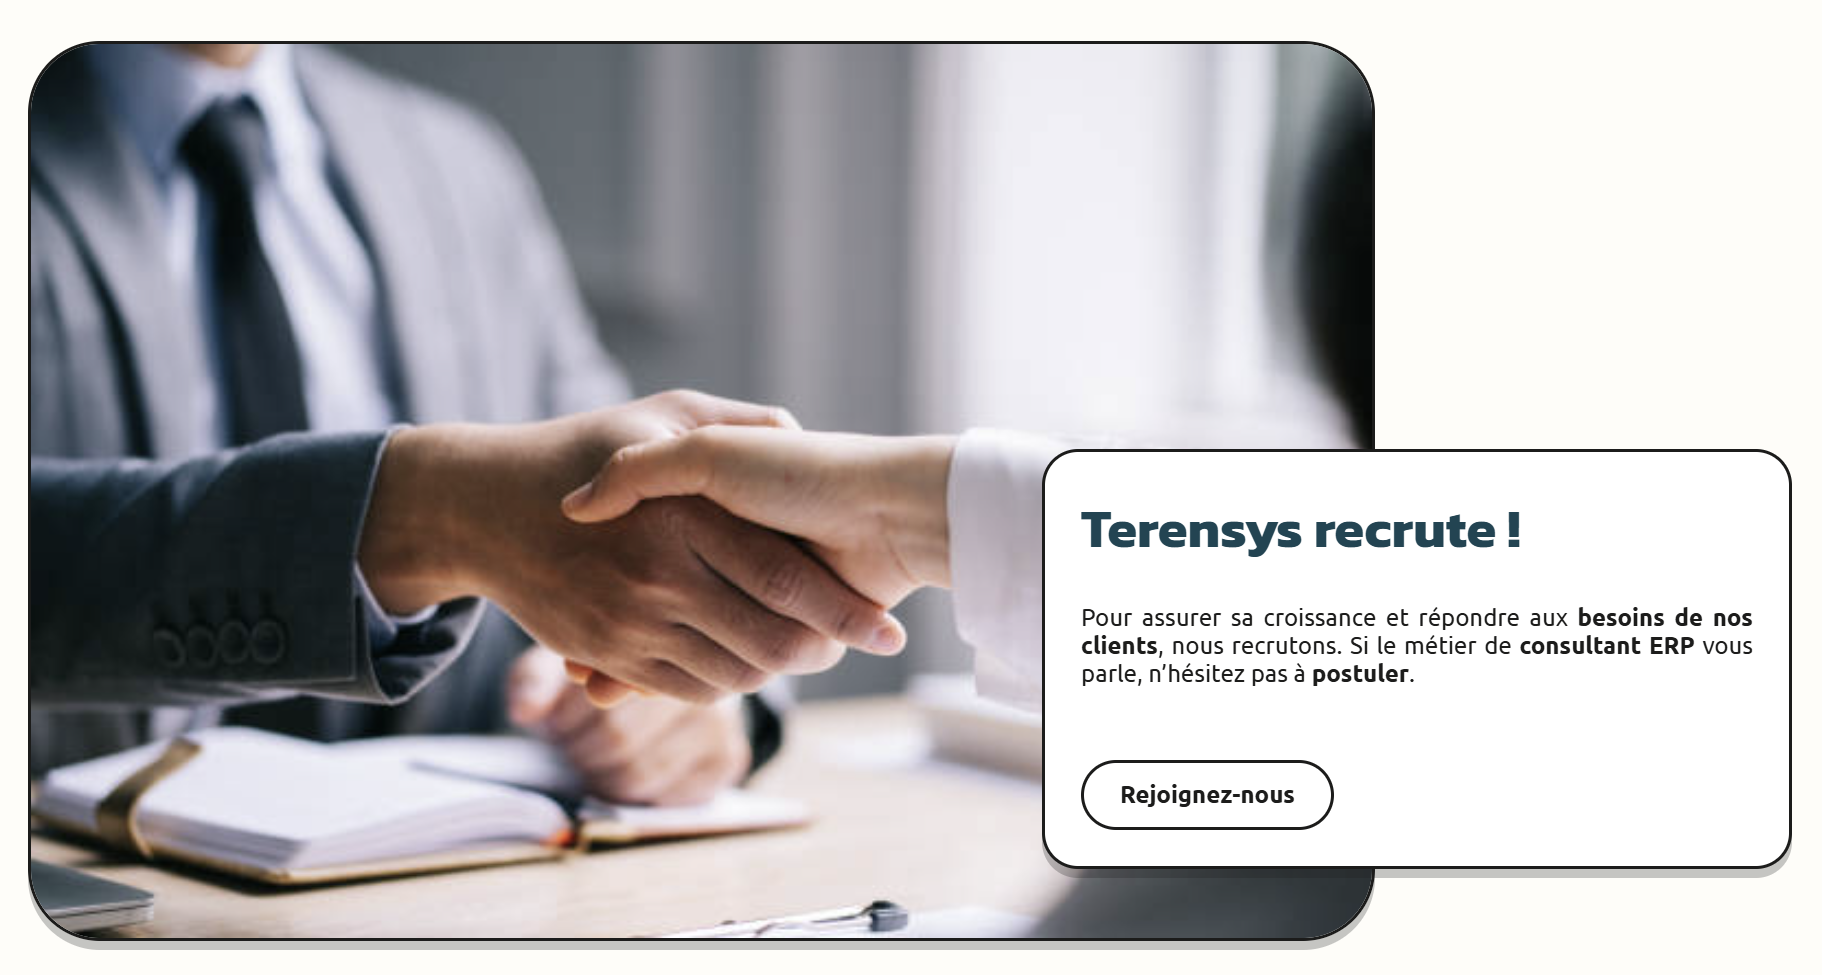 Terensys recrute !
Pour assurer sa croissance et répondre aux besoins de nos
clients, nous recrutons. Si le métier de consultant ERP vous
parle, n’hésitez pas à postuler.
Rejoignez-nous